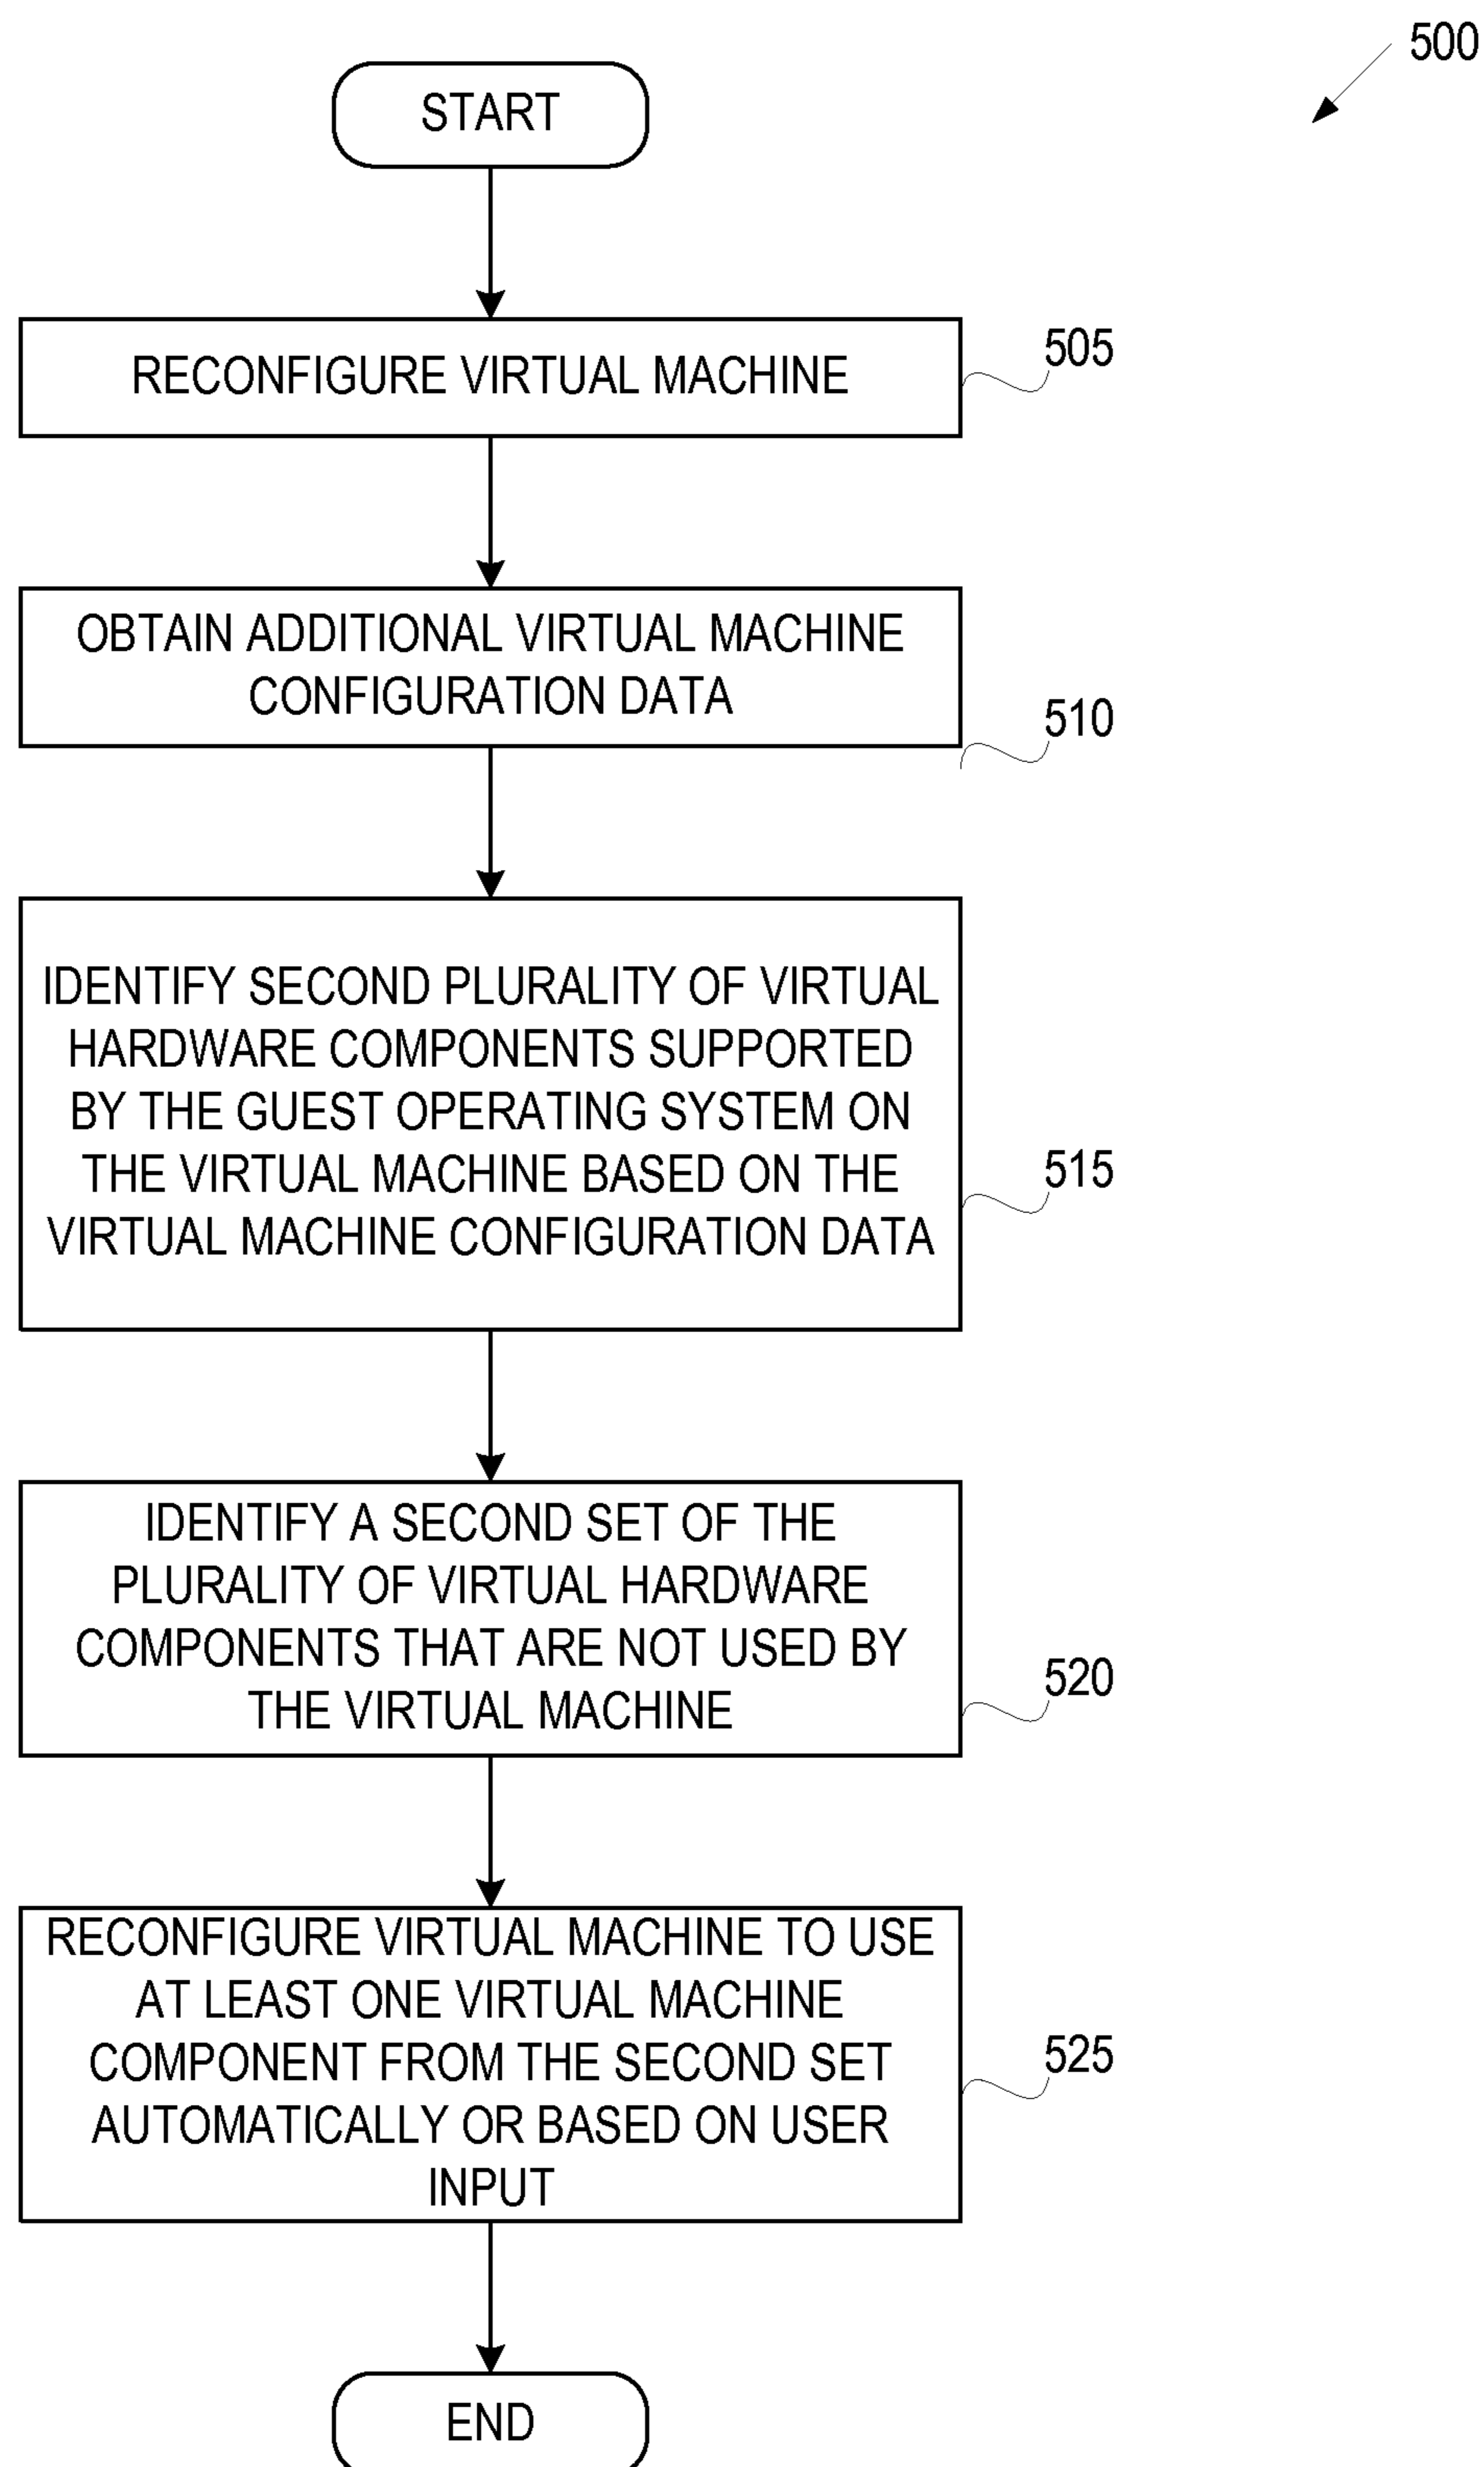 500
START
RECONFIGURE VIRTUAL MACHINE
505
OBTAIN ADDITIONAL VIRTUAL MACHINE
CONFIGURATION DATA
510
IDENTIFY SECOND PLURALITY OF VIRTUAL
HARDWARE COMPONENTS SUPPORTED
BY THE GUEST OPERATING SYSTEM ON
THE VIRTUAL MACHINE BASED ON THE
VIRTUAL MACHINE CONFIGURATION DATA
515
IDENTIFY A SECOND SET OF THE
PLURALITY OF VIRTUAL HARDWARE
COMPONENTS THAT ARE NOT USED BY
THE VIRTUAL MACHINE
520
RECONFIGURE VIRTUAL MACHINE TO USE
AT LEAST ONE VIRTUAL MACHINE
COMPONENT FROM THE SECOND SET
AUTOMATICALLY OR BASED ON USER
INPUT
525
END